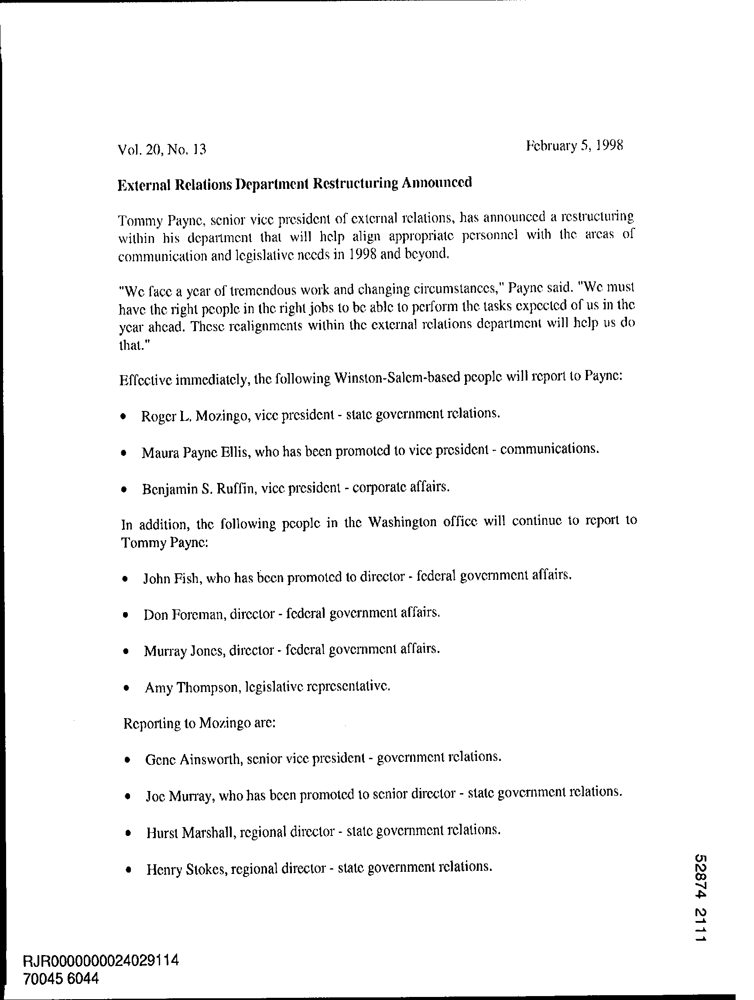 Vol. 20, No. 13
February 5, 1998
External Relations Department Restructuring Announced
Tommy Payne, senior vice president of external relations, has announced a restructuring
within his department that will help align appropriate personnel with the areas of
communication and legislative needs in 1998 and beyond.
"We face a year of tremendous work and changing circumstances," Payne said. "We must
have the right people in the right jobs to be able to perform the tasks expected of us in the
year ahead. These realignments within the external relations department will help us do
that."
Effective immediately, the following Winston-Salem-based people will report to Payne:
• Roger L. Mozingo, vice president - state government relations.
• Maura Payne Ellis, who has been promoted to vice president - communications.
• Benjamin S. Ruffin, vice president - corporate affairs.
In addition, the following people in the Washington office will continue to report to
Tommy Payne:
• John Fish, who has been promoted to director - federal government affairs.
• Don Foreman, director - federal government affairs.
• Murray Jones, director - federal government affairs.
• Amy Thompson, legislative representative.
Reporting to Mozingo are:
• Gene Ainsworth, senior vice president - government relations.
• Joe Murray, who has been promoted to senior director - state government relations.
• Hurst Marshall, regional director - state government relations.
• Henry Stokes, regional director - state government relations.
52874 2111
RJR0000000024029114
70045 6044